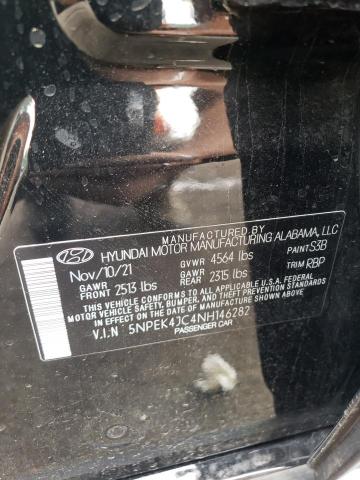 MANUFACTURED BY
HYUNDAI MOTOR MANUFACTURING ALABAMA, LLC
Nov/10/21 GVWR 4564 lbs PAINT S3B
GAWR FRONT 2513 lbs GAWR REAR 2315 lbs TRIM RBP
THIS VEHICLE CONFORMS TO ALL APPLICABLE U.S.A. FEDERAL
MOTOR VEHICLE SAFETY, BUMPER, AND THEFT PREVENTION STANDARDS
IN EFFECT ON THE DATE OF MANUFACTURE SHOWN ABOVE.
V.I.N 5NPEK4JC4NH146282
PASSENGER CAR